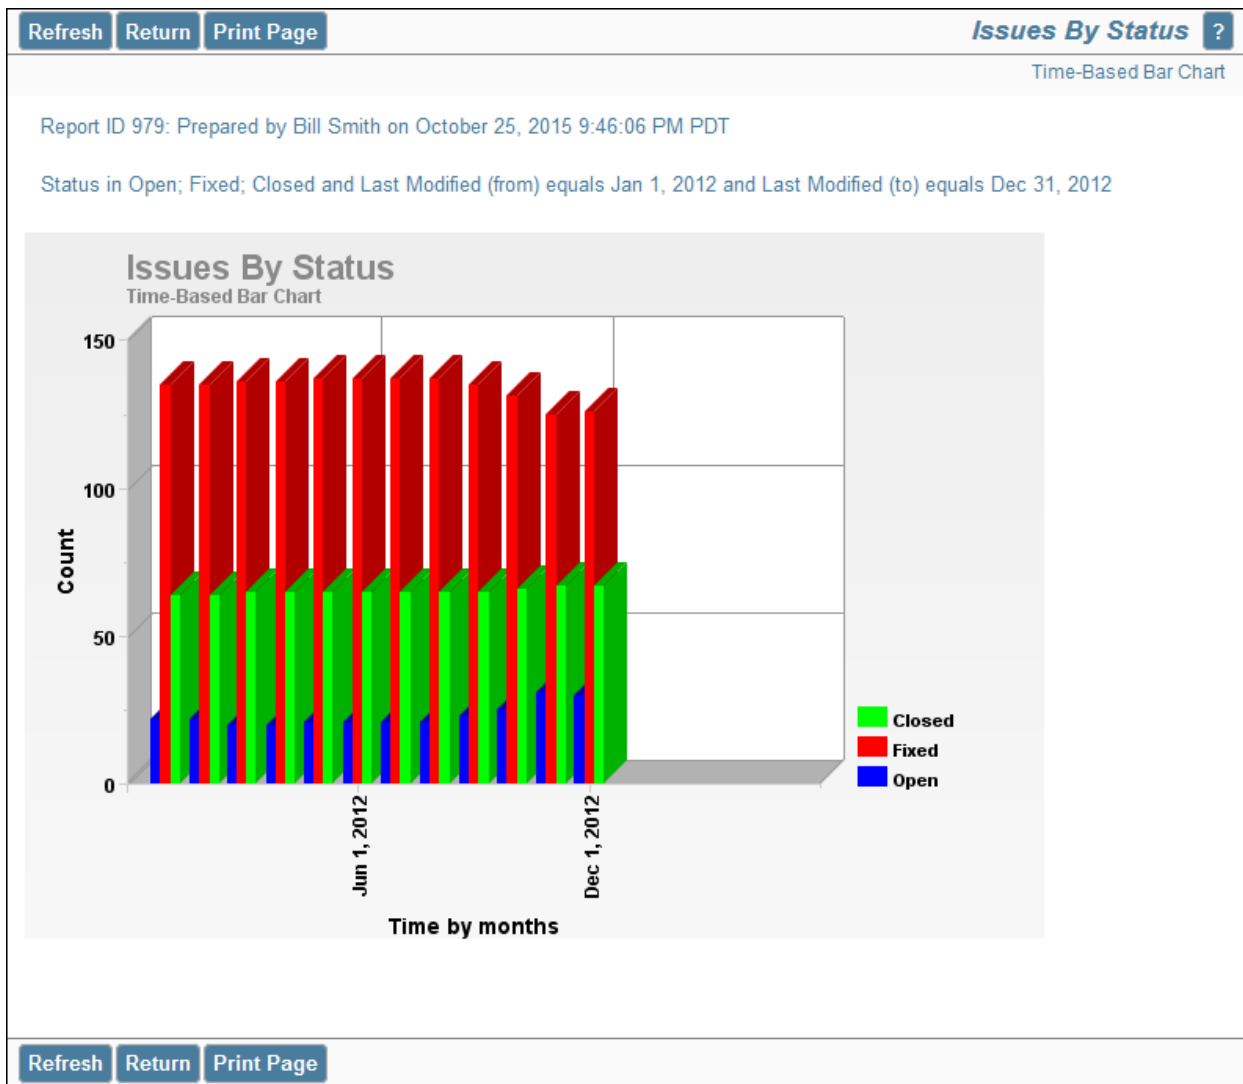 Refresh Return Print Page Issues By Status ?
Time-Based Bar Chart
Report ID 979: Prepared by Bill Smith on October 25, 2015 9:46:06 PM PDT
Status in Open; Fixed; Closed and Last Modified (from) equals Jan 1, 2012 and Last Modified (to) equals Dec 31, 2012
Issues By Status
Time-Based Bar Chart
150
100
50
0
Count
Jun 1, 2012
Dec 1, 2012
Time by months
Closed
Fixed
Open
Refresh Return Print Page